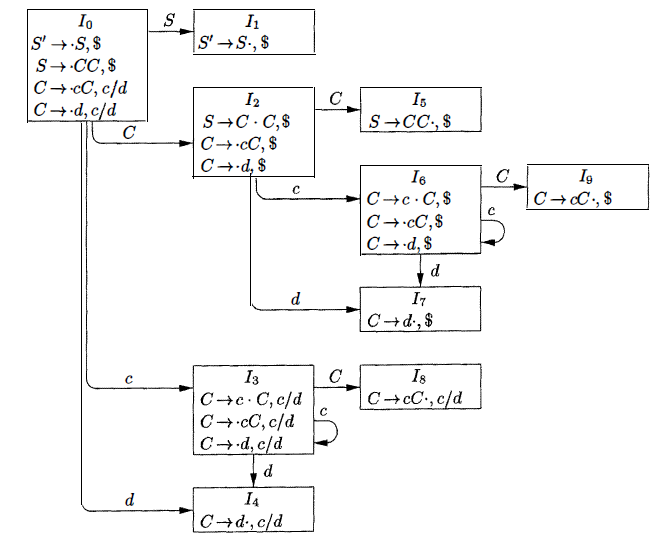 I₀
S' → ·S, $
S → ·CC, $
C → ·cC, c/d
C → ·d, c/d
S
I₁
S' → S·, $
C
I₂
S → C · C, $
C → ·cC, $
C → ·d, $
C
I₅
S → CC·, $
c
I₆
C → c · C, $
C → ·cC, $
C → ·d, $
C
I₉
C → cC·, $
c
d
d
I₇
C → d·, $
c
I₃
C → c · C, c/d
C → ·cC, c/d
C → ·d, c/d
C
I₈
C → cC·, c/d
c
d
d
I₄
C → d·, c/d